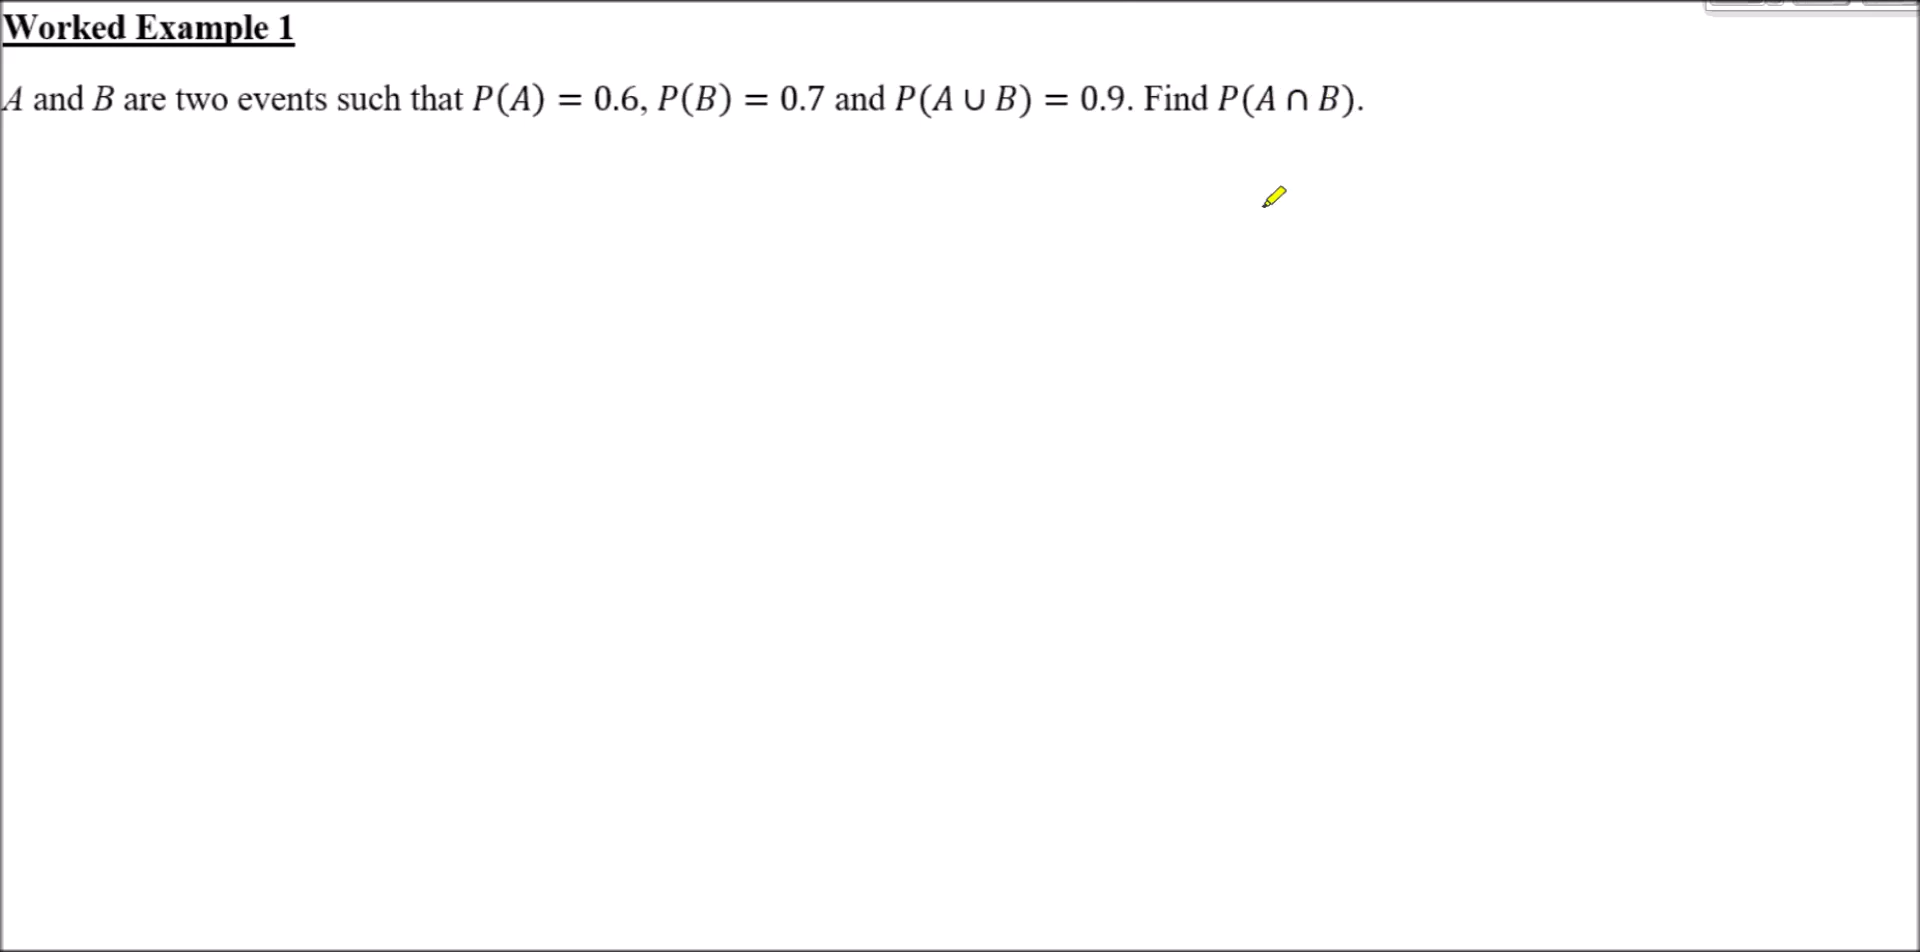 Worked Example 1
A and B are two events such that P(A) = 0.6, P(B) = 0.7 and P(A ∪ B) = 0.9. Find P(A ∩ B).